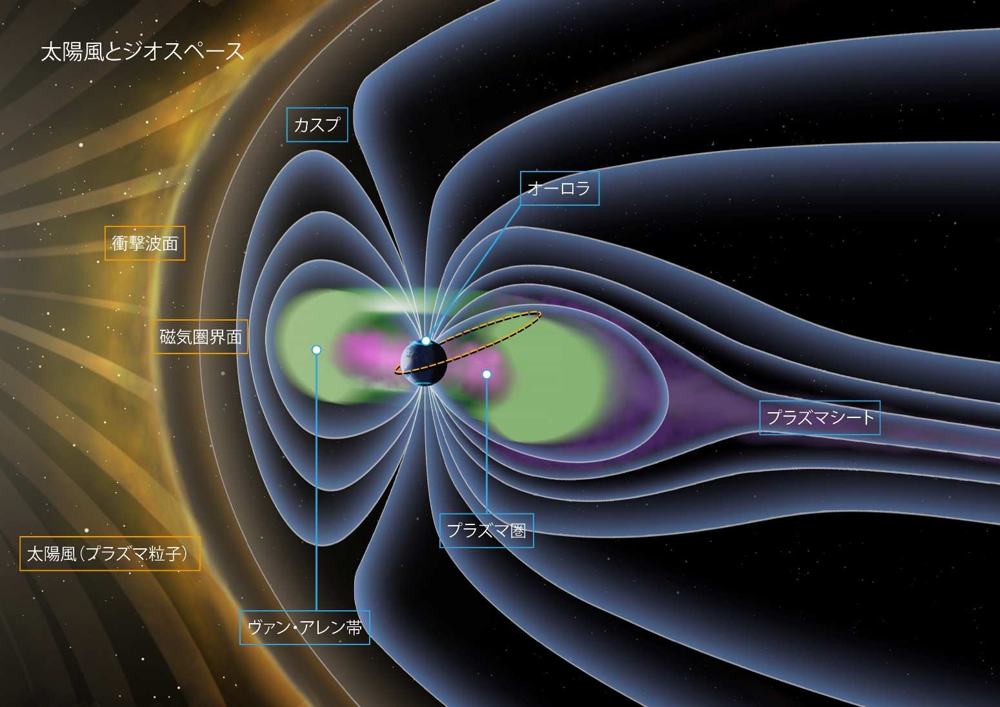 太陽風とジオスペース
カスプ
オーロラ
衝撃波面
磁気圏界面
プラズマシート
プラズマ圏
太陽風（プラズマ粒子）
ヴァン・アレン帯